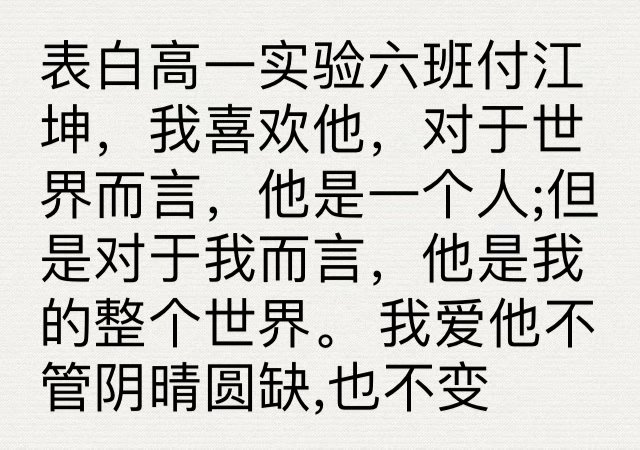 表白高一实验六班付江
坤，我喜欢他，对于世
界而言，他是一个人;但
是对于我而言，他是我
的整个世界。 我爱他不
管阴晴圆缺,也不变